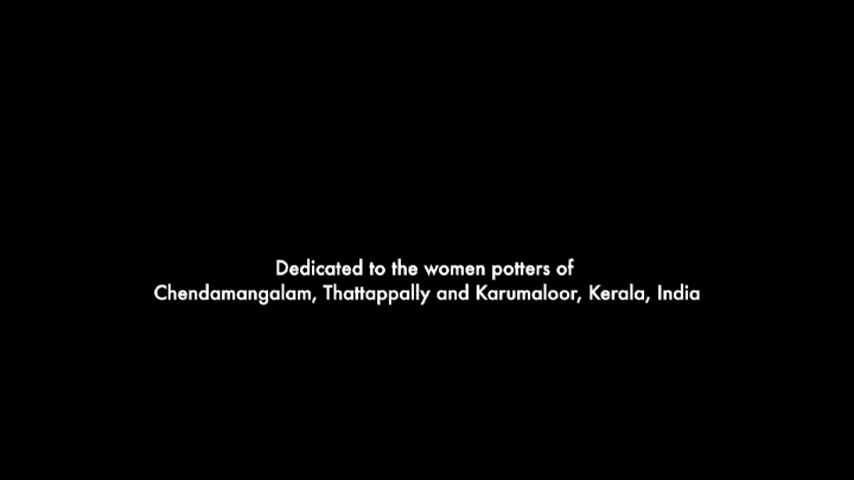 Dedicated to the women potters of
Chendamangalam, Thattappally and Karumaloor, Kerala, India